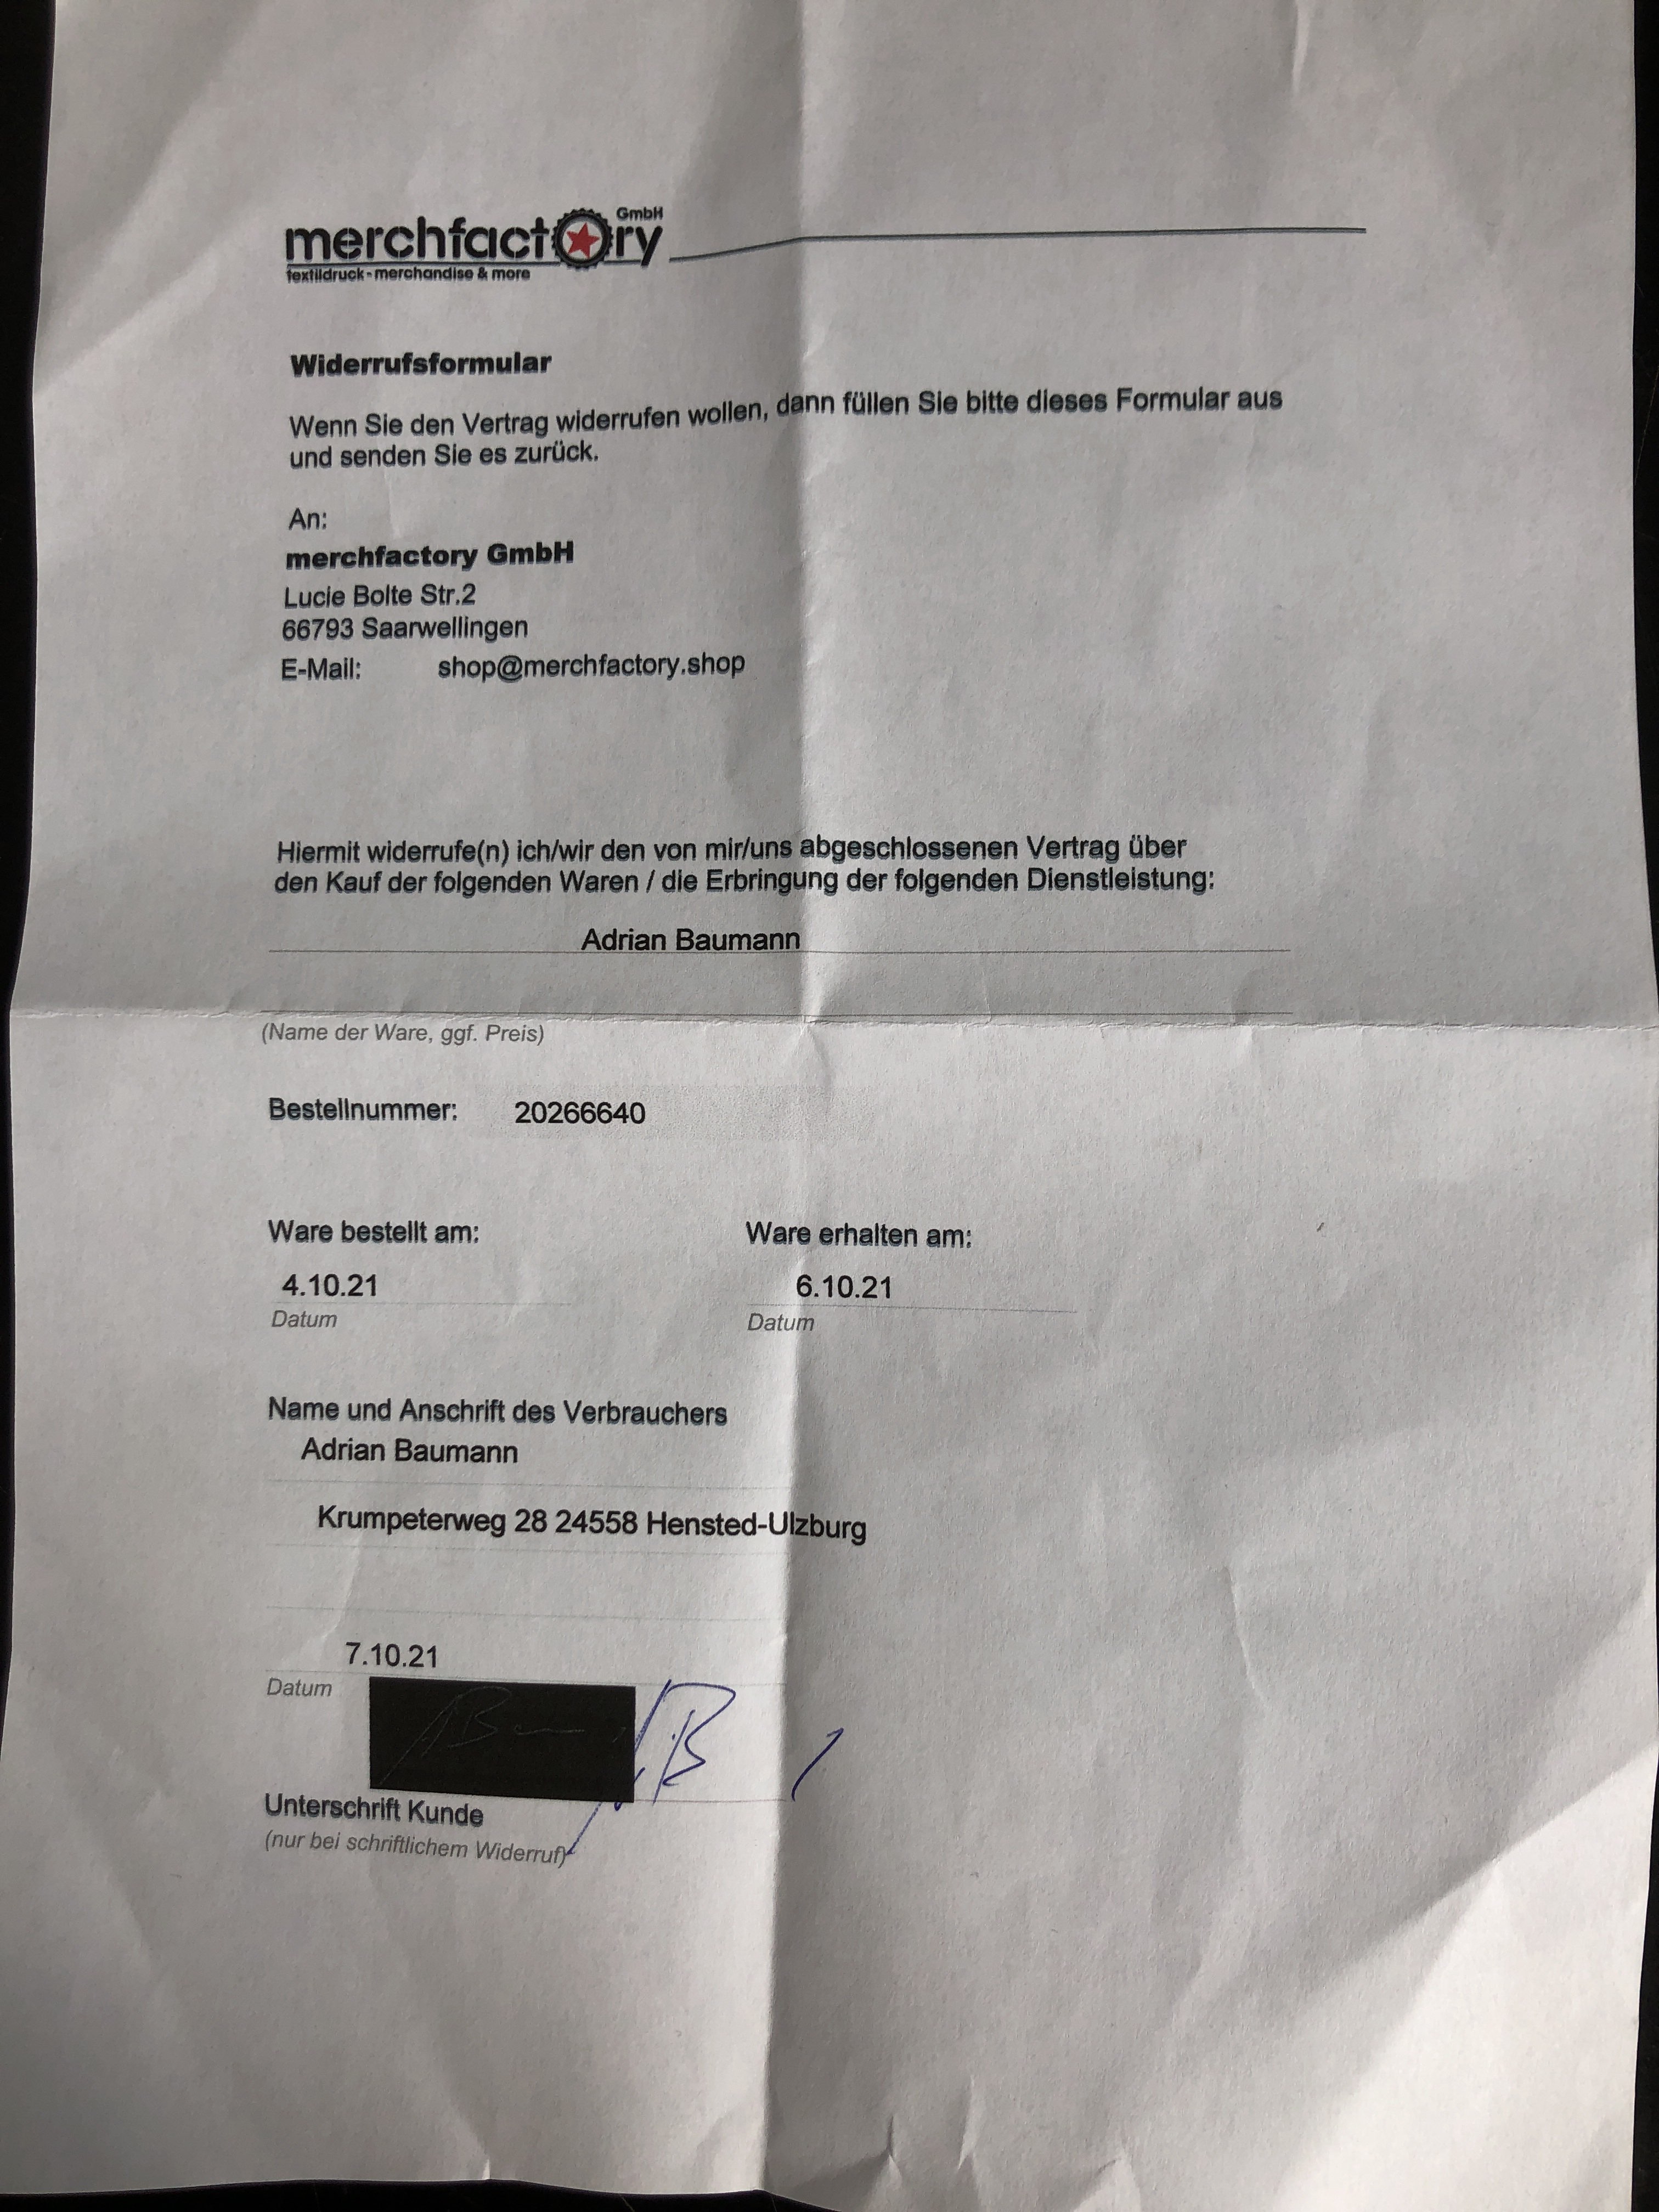 merchfactory GmbH
textildruck - merchandise & more
Widerrufsformular
Wenn Sie den Vertrag widerrufen wollen, dann füllen Sie bitte dieses Formular aus
und senden Sie es zurück.
An:
merchfactory GmbH
Lucie Bolte Str.2
66793 Saarwellingen
E-Mail: shop@merchfactory.shop
Hiermit widerrufe(n) ich/wir den von mir/uns abgeschlossenen Vertrag über
den Kauf der folgenden Waren / die Erbringung der folgenden Dienstleistung:
Adrian Baumann
(Name der Ware, ggf. Preis)
Bestellnummer: 20266640
Ware bestellt am: Ware erhalten am:
4.10.21 6.10.21
Datum Datum
Name und Anschrift des Verbrauchers
Adrian Baumann
Krumpeterweg 28 24558 Hensted-Ulzburg
7.10.21
Datum
Unterschrift Kunde
(nur bei schriftlichem Widerruf)